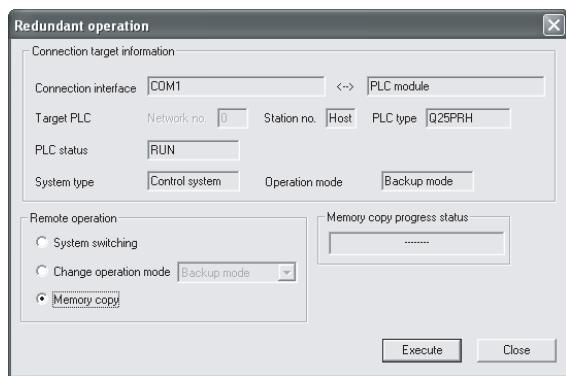 Redundant operation
Connection target information
Connection interface COM1 <--> PLC module
Target PLC Network no. 0 Station no. Host PLC type Q25PRH
PLC status RUN
System type Control system Operation mode Backup mode
Remote operation
System switching
Change operation mode Backup mode
Memory copy
Memory copy progress status
--------
Execute Close